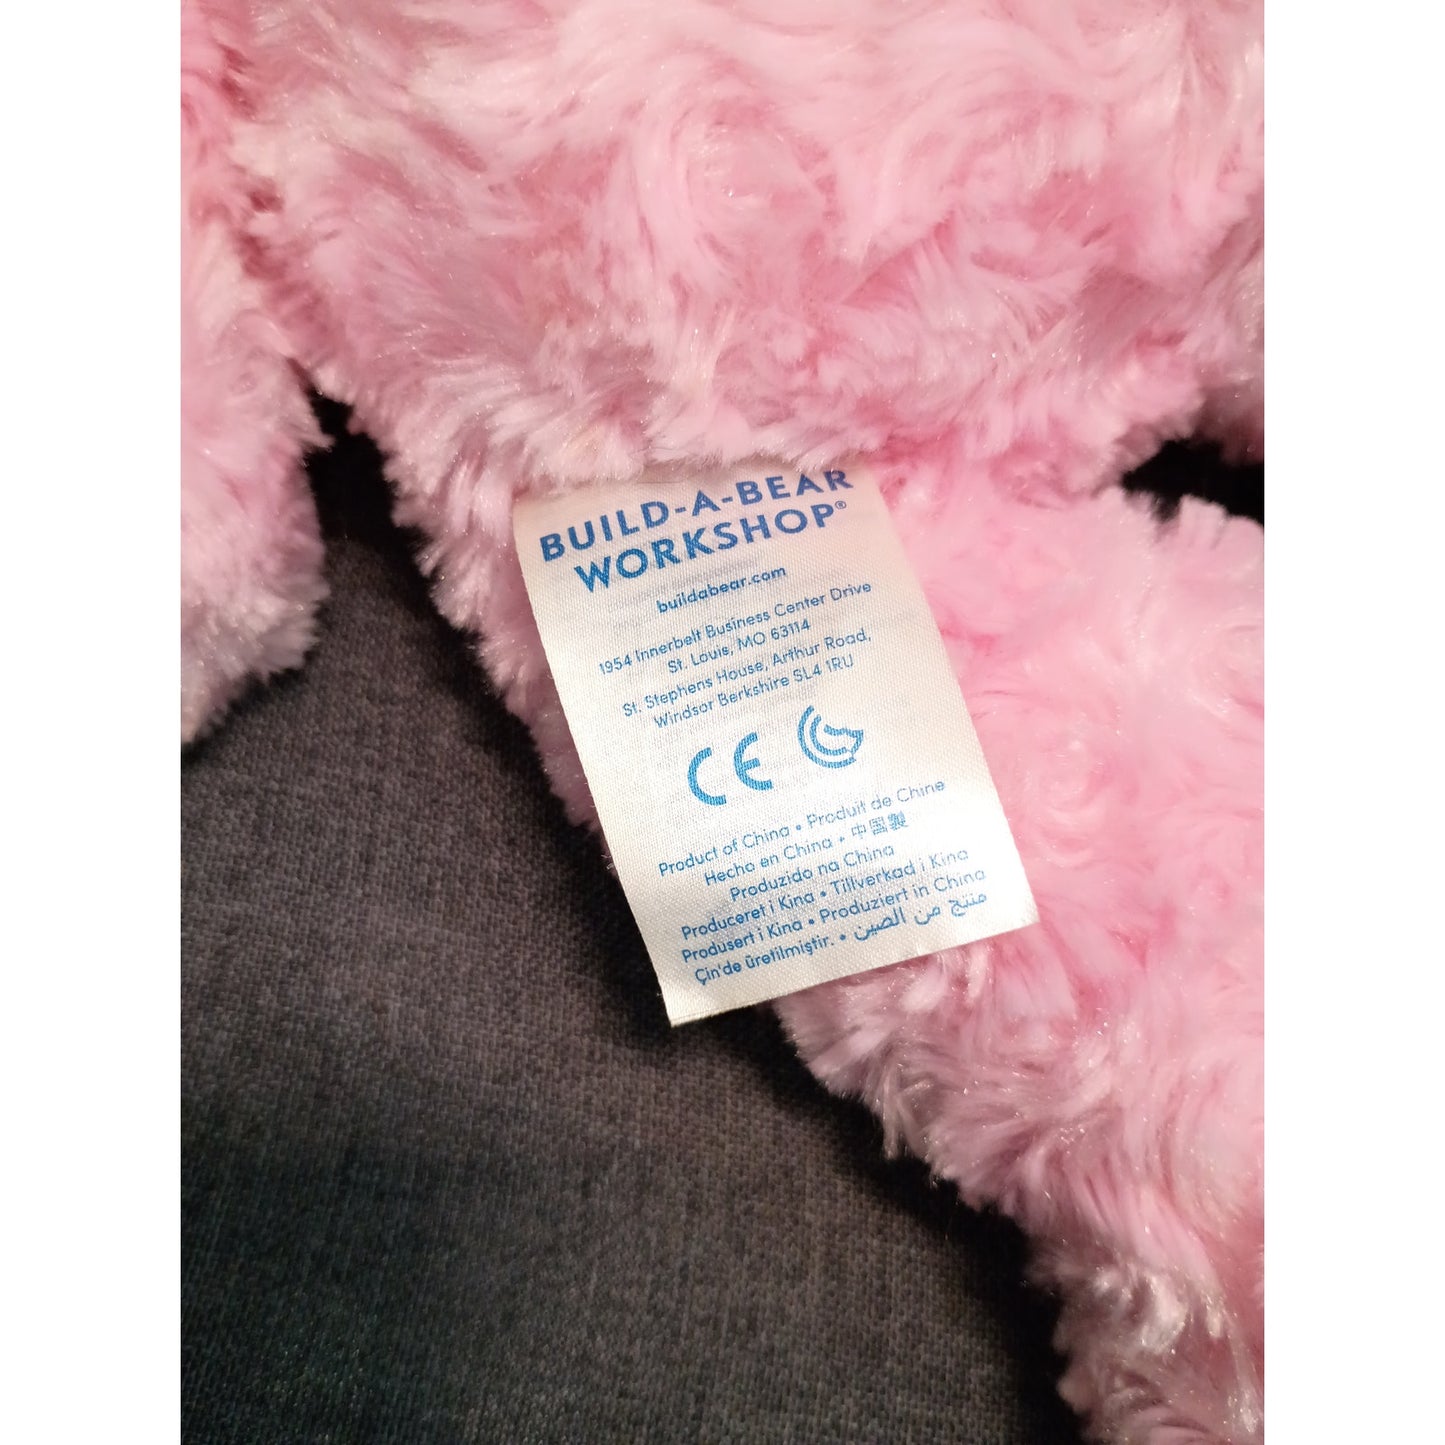 BUILD-A-BEAR
WORKSHOP®
buildabear.com
1954 Innerbelt Business Center Drive
St. Louis, MO 63114
St. Stephens House, Arthur Road,
Windsor Berkshire SL4 1RU
CE
Product of China • Produit de Chine
Hecho en China • 中国製
Produzido na China
Produceret i Kina • Tillverkad i Kina
Produsert i Kina • Produziert in China
Çin'de üretilmiştir. • منتج من الصين